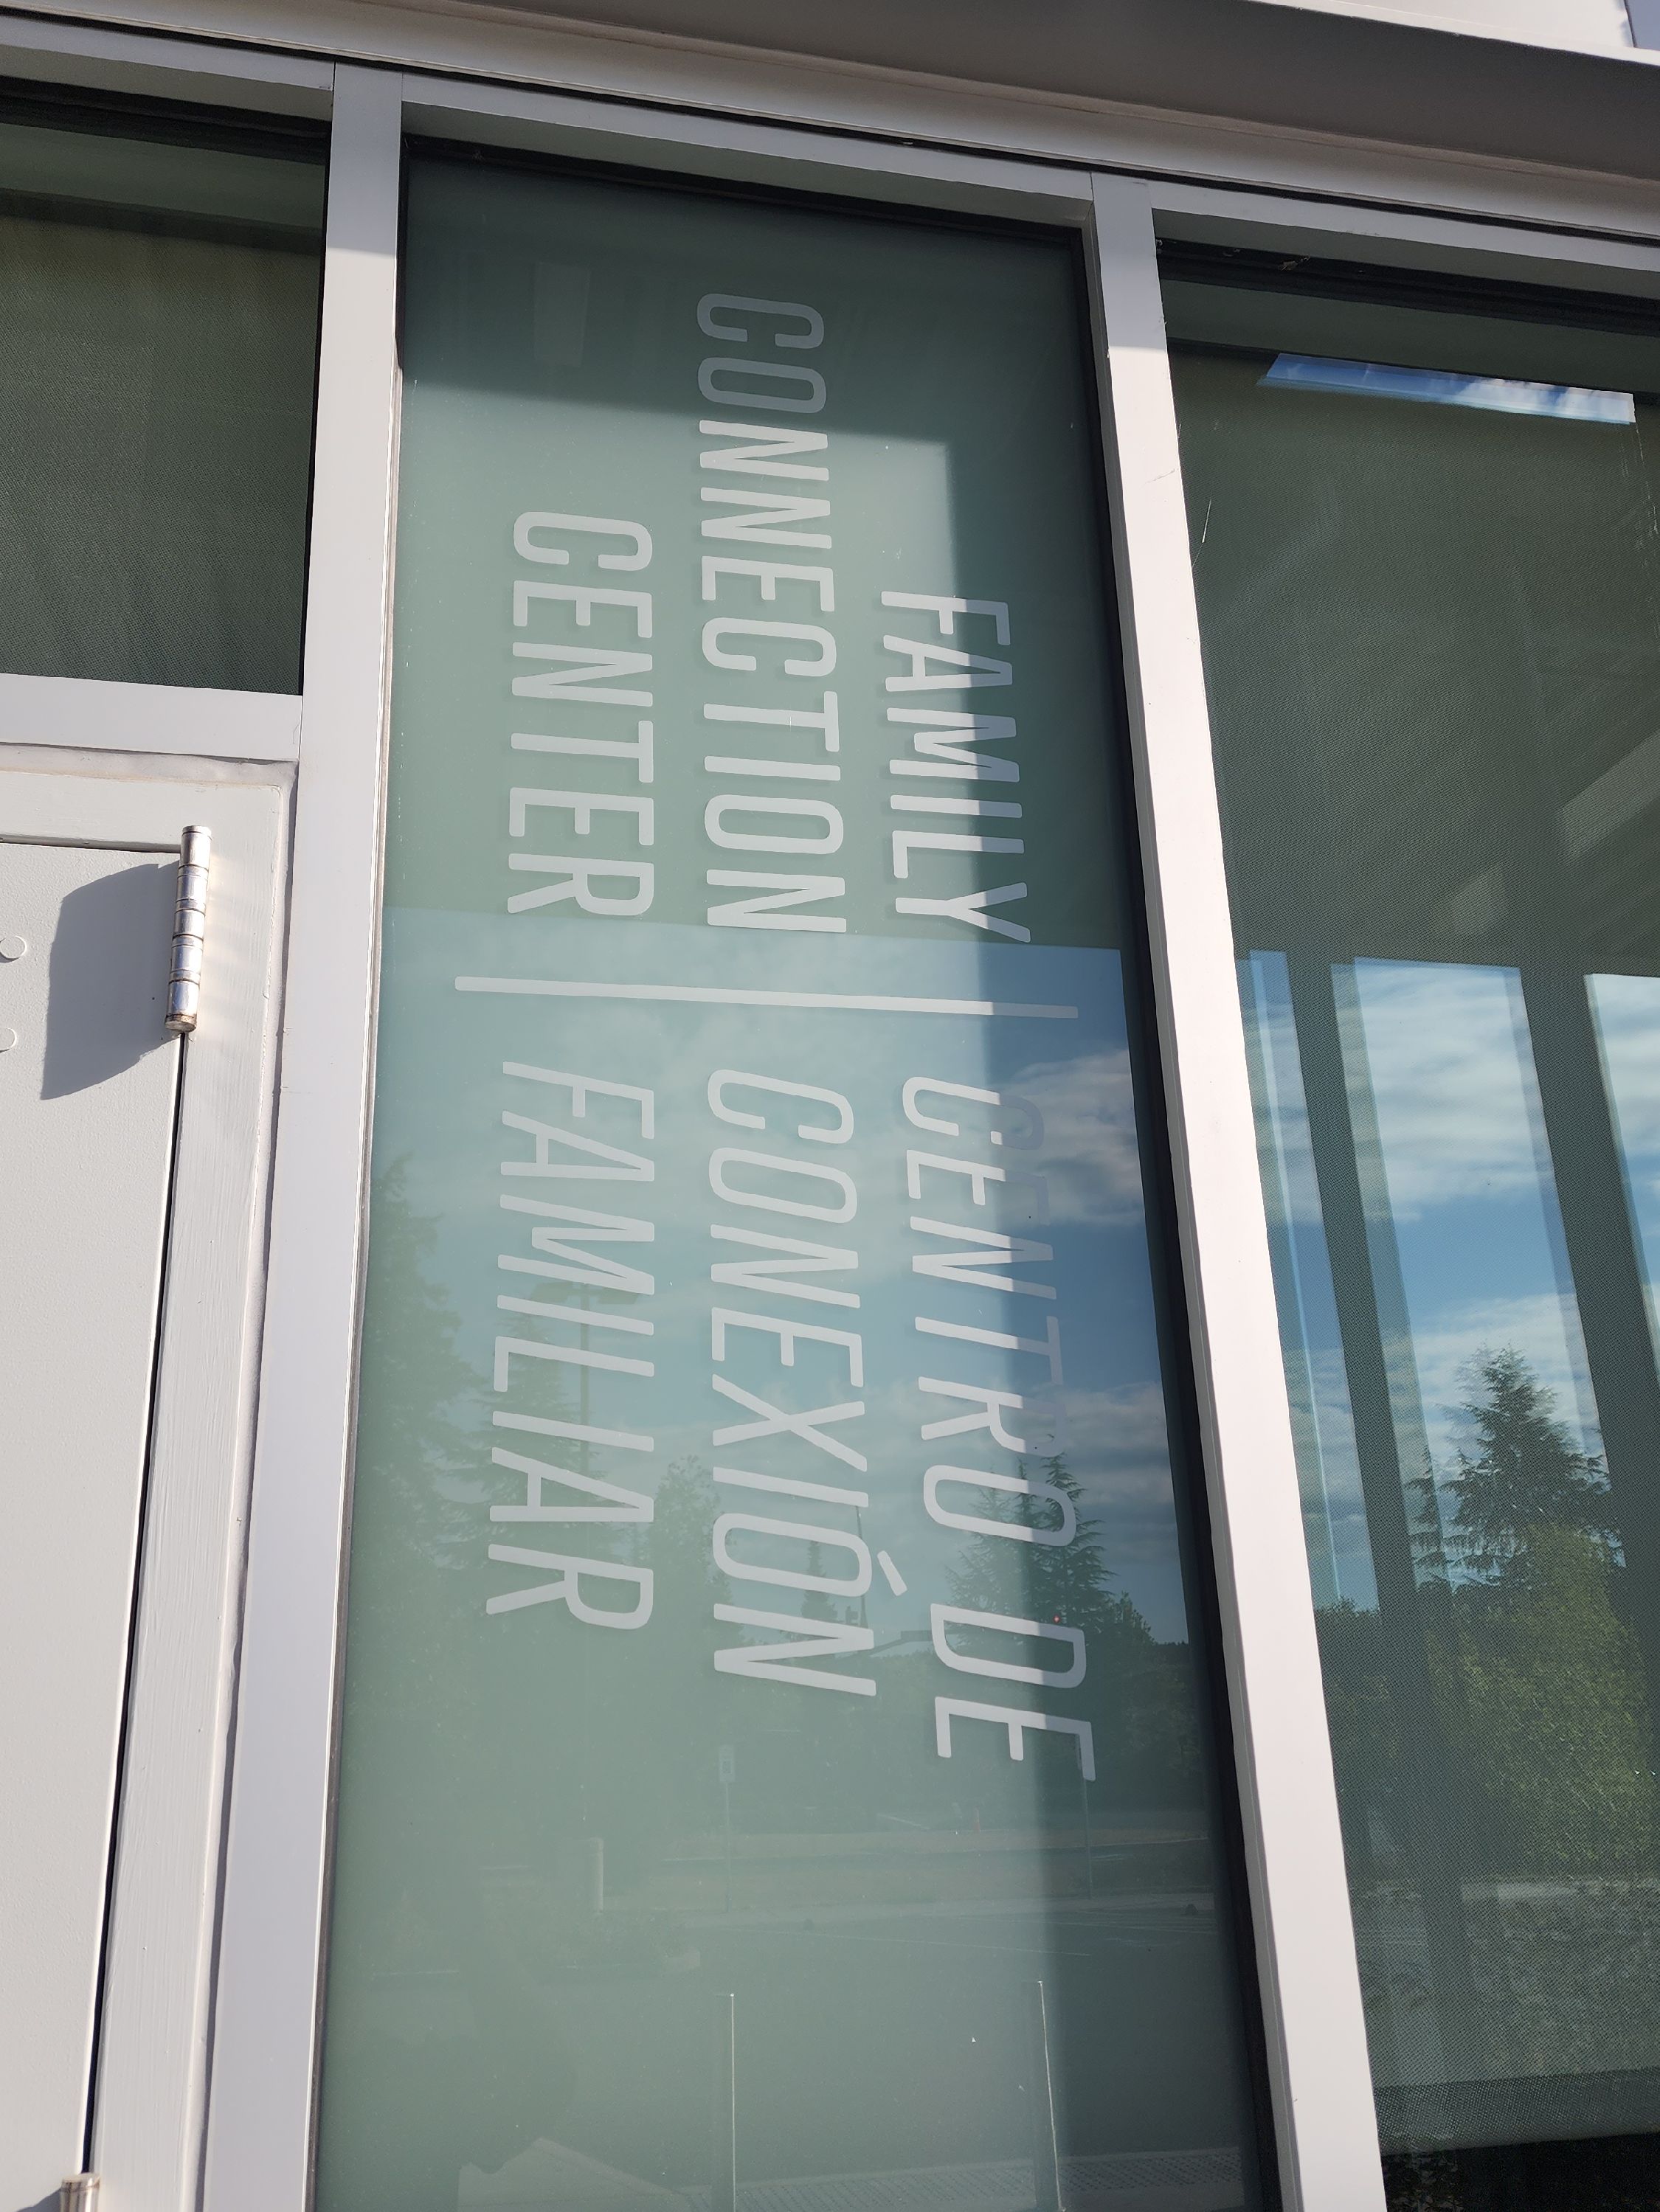 FAMILY
CONNECTION
CENTER
CENTRO DE
CONEXIÓN
FAMILIAR